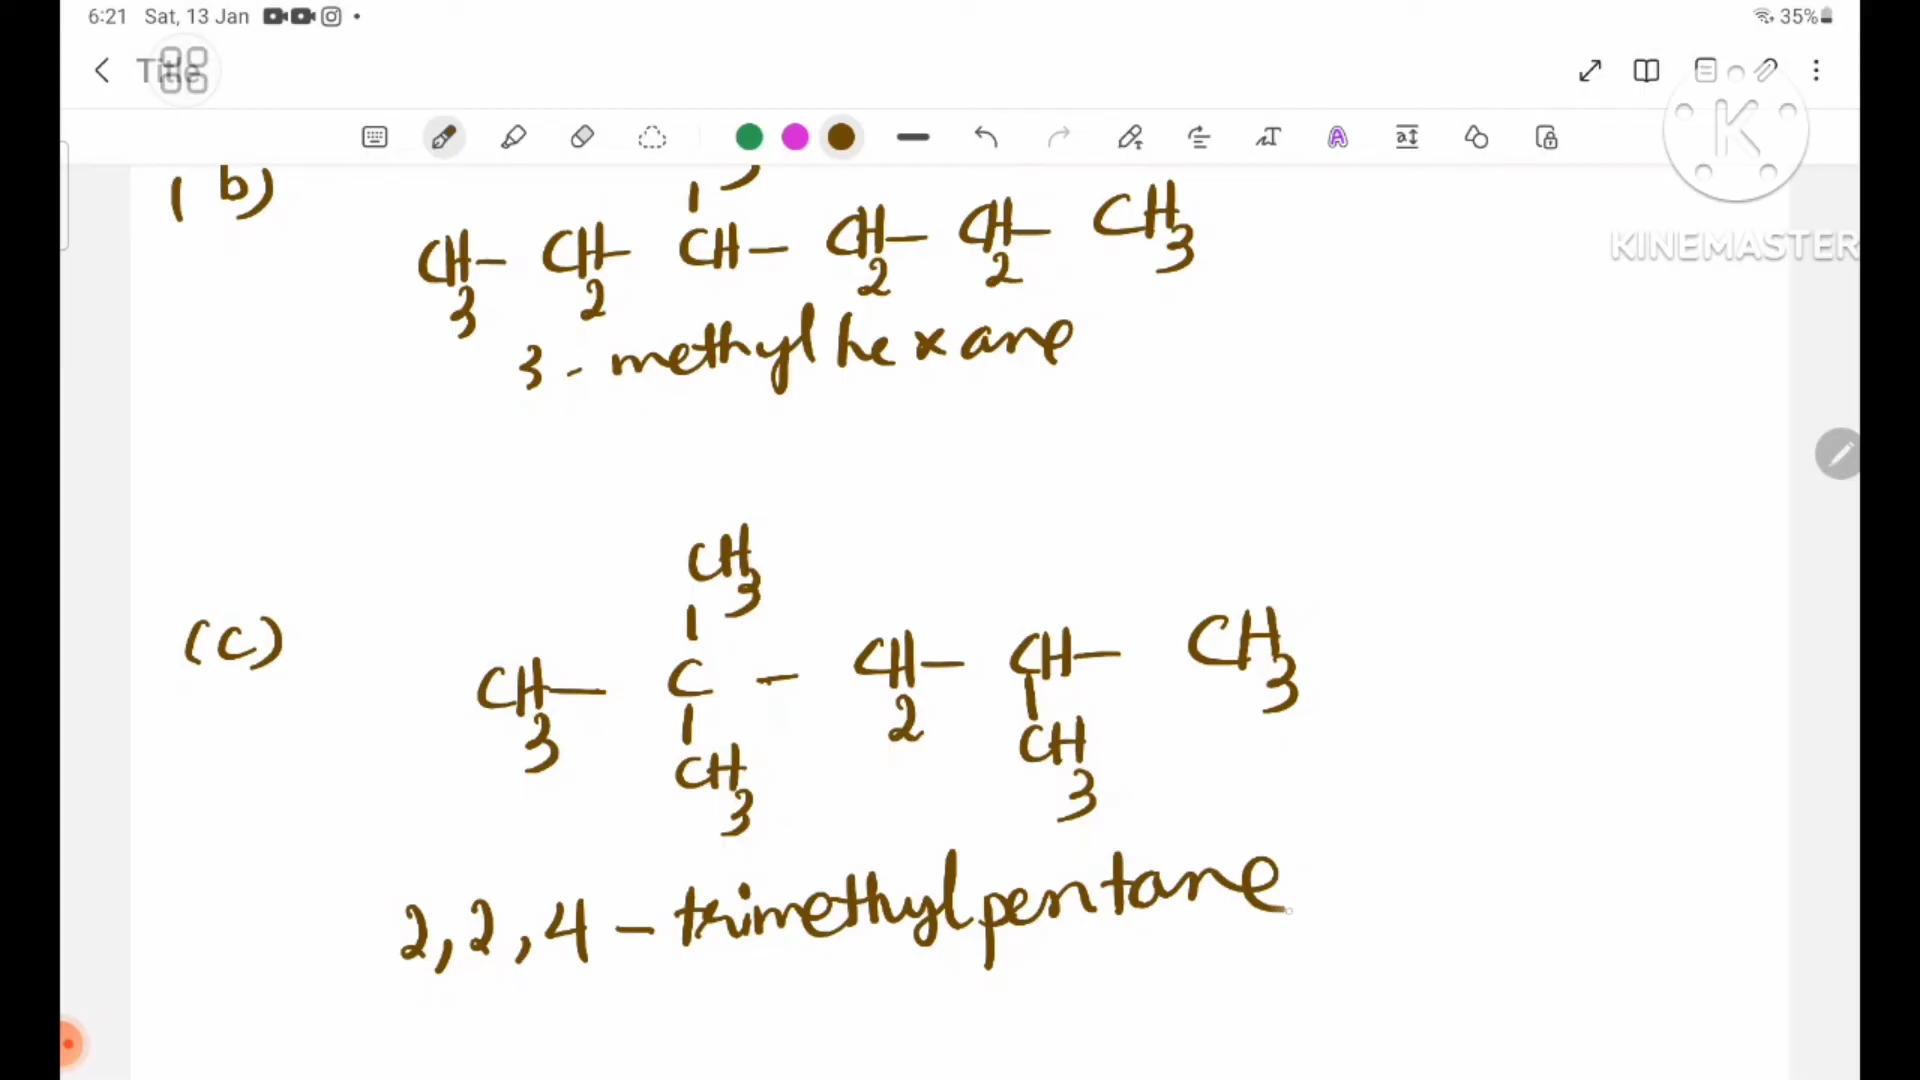 6:21 Sat, 13 Jan 35%
Title
K
KINEMASTER
(b)
CH3 - CH2 - CH - CH2 - CH2 - CH3
3 - methyl hexane
CH3
(C) CH3 - C - CH2 - CH - CH3
CH3 CH3
2, 2, 4 - trimethylpentane